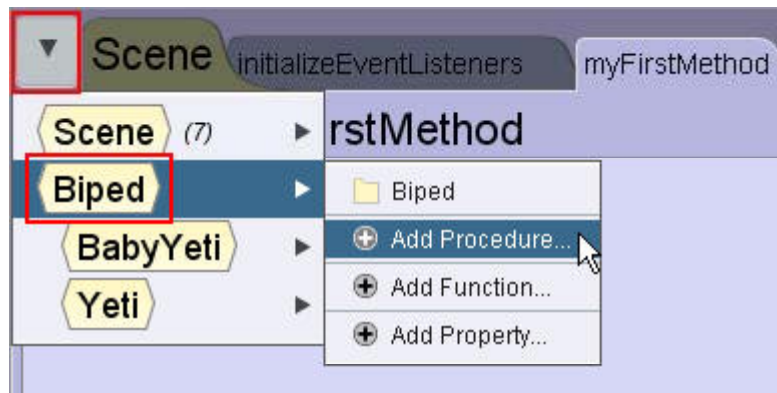 Scene initializeEventListeners myFirstMethod
Scene (7) rstMethod
Biped Biped
Add Procedure...
BabyYeti
Add Function...
Yeti
Add Property...